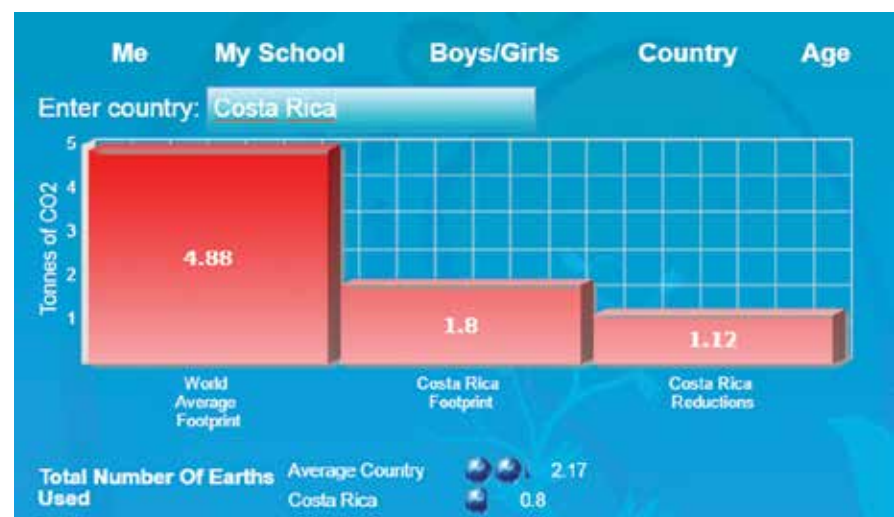 Me My School Boys/Girls Country Age
Enter country: Costa Rica
5
4
3
2
1
Tonnes of CO2
4.88
1.8
1.12
World
Average
Footprint
Costa Rica
Footprint
Costa Rica
Reductions
Total Number Of Earths
Used
Average Country 2.17
Costa Rica 0.8